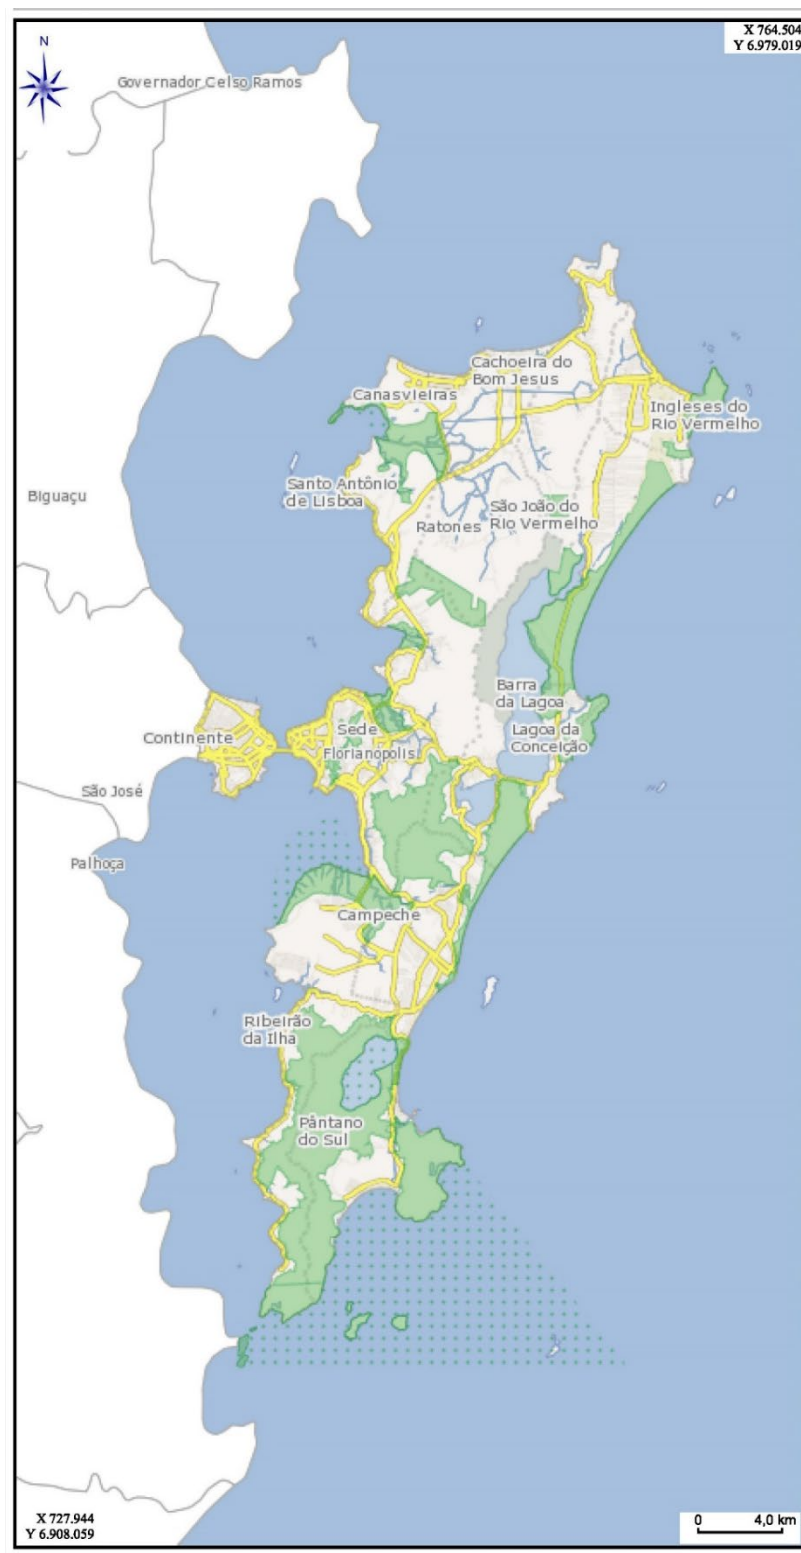 X 764.504
Y 6.979.019
N
Governador Celso Ramos
Cachoeira do
Bom Jesus
Canasvieiras
Ingleses do
Rio Vermelho
Santo Antônio
de Lisboa
Biguaçu
São João do
Rio Vermelho
Ratones
Barra
da Lagoa
Lagoa da
Conceição
Continente
Sede
Florianópolis
São José
Palhoça
Campeche
Ribeirão
da Ilha
Pântano
do Sul
X 727.944
Y 6.908.059
0 4,0 km